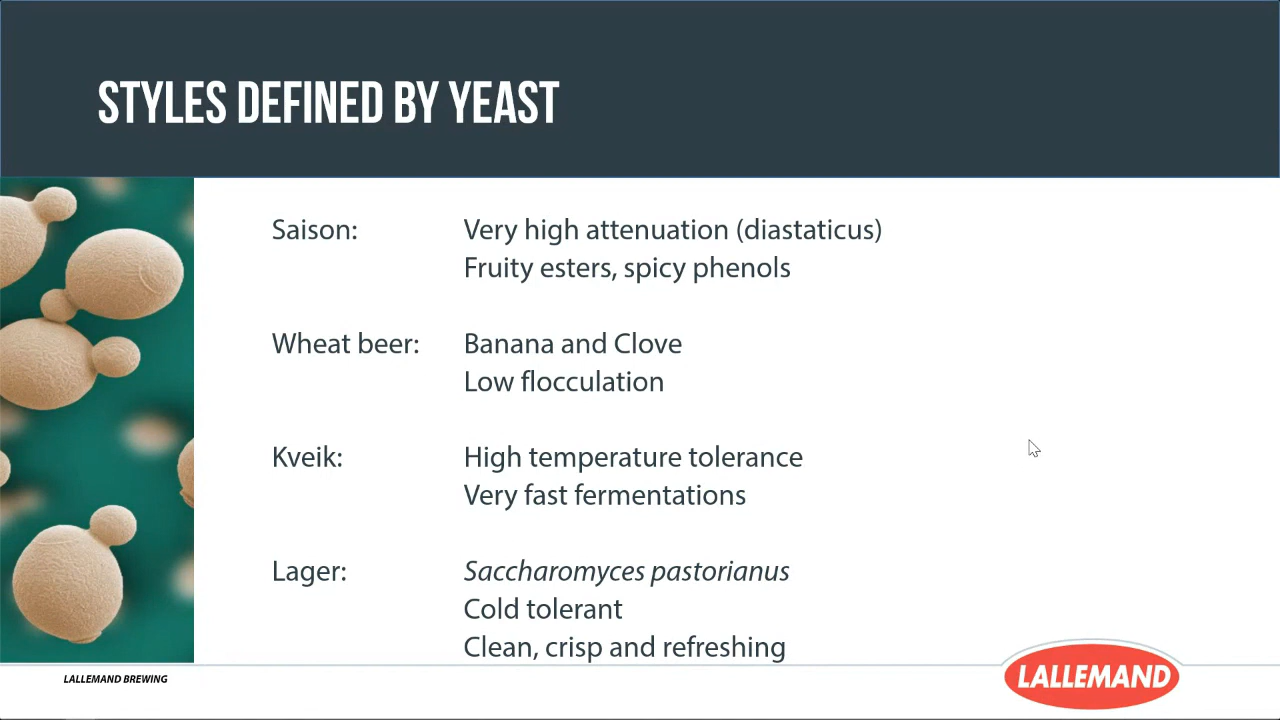 STYLES DEFINED BY YEAST
Saison: Very high attenuation (diastaticus)
Fruity esters, spicy phenols
Wheat beer: Banana and Clove
Low flocculation
Kveik: High temperature tolerance
Very fast fermentations
Lager: Saccharomyces pastorianus
Cold tolerant
Clean, crisp and refreshing
LALLEMAND BREWING
LALLEMAND